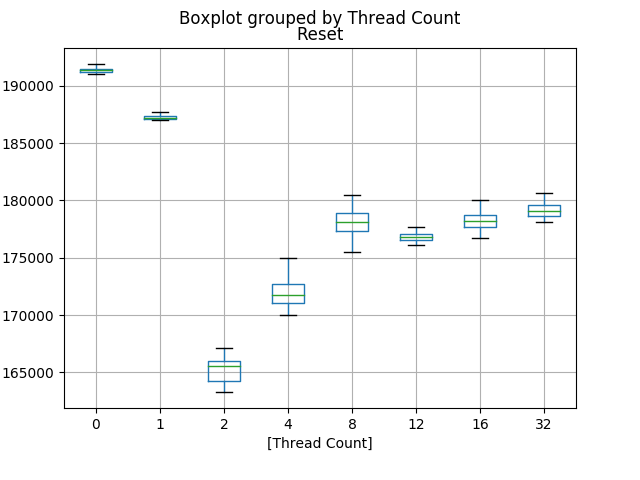 Boxplot grouped by Thread Count
Reset
190000
185000
180000
175000
170000
165000
0 1 2 4 8 12 16 32
[Thread Count]